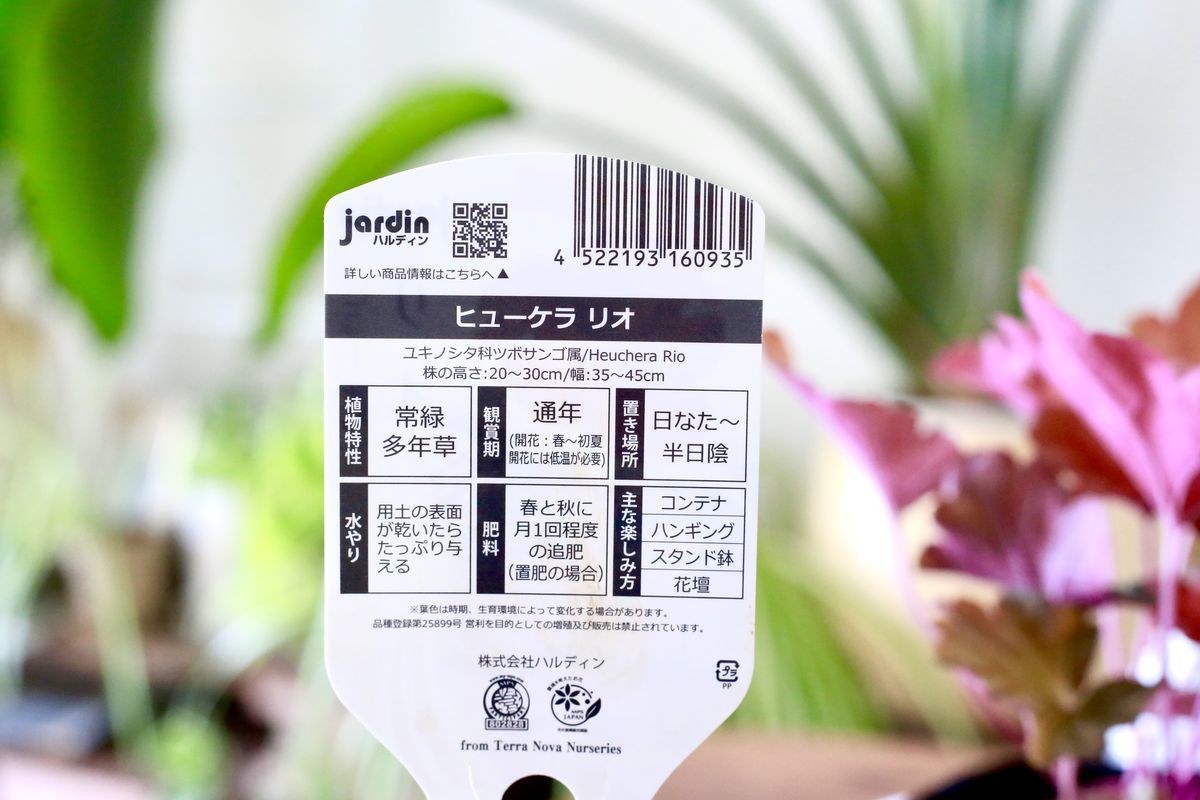 jardin
ハルディン
詳しい商品情報はこちらへ▲
4 522193 160935
ヒューケラ リオ
ユキノシタ科ツボサンゴ属/Heuchera Rio
株の高さ:20〜30cm/幅:35〜45cm
植物特性
常緑
多年草
観賞期
通年
(開花：春〜初夏
開花には低温が必要)
置き場所
日なた〜
半日陰
水やり
用土の表面
が乾いたら
たっぷり与
える
肥料
春と秋に
月1回程度
の追肥
(置肥の場合)
主な楽しみ方
コンテナ
ハンギング
スタンド鉢
花壇
※葉色は時期、生育環境によって変化する場合があります。
品種登録第25899号 営利を目的としての増殖及び販売は禁止されています。
株式会社ハルディン
プラ
PP
MPS
802828
MPS
JAPAN
from Terra Nova Nurseries